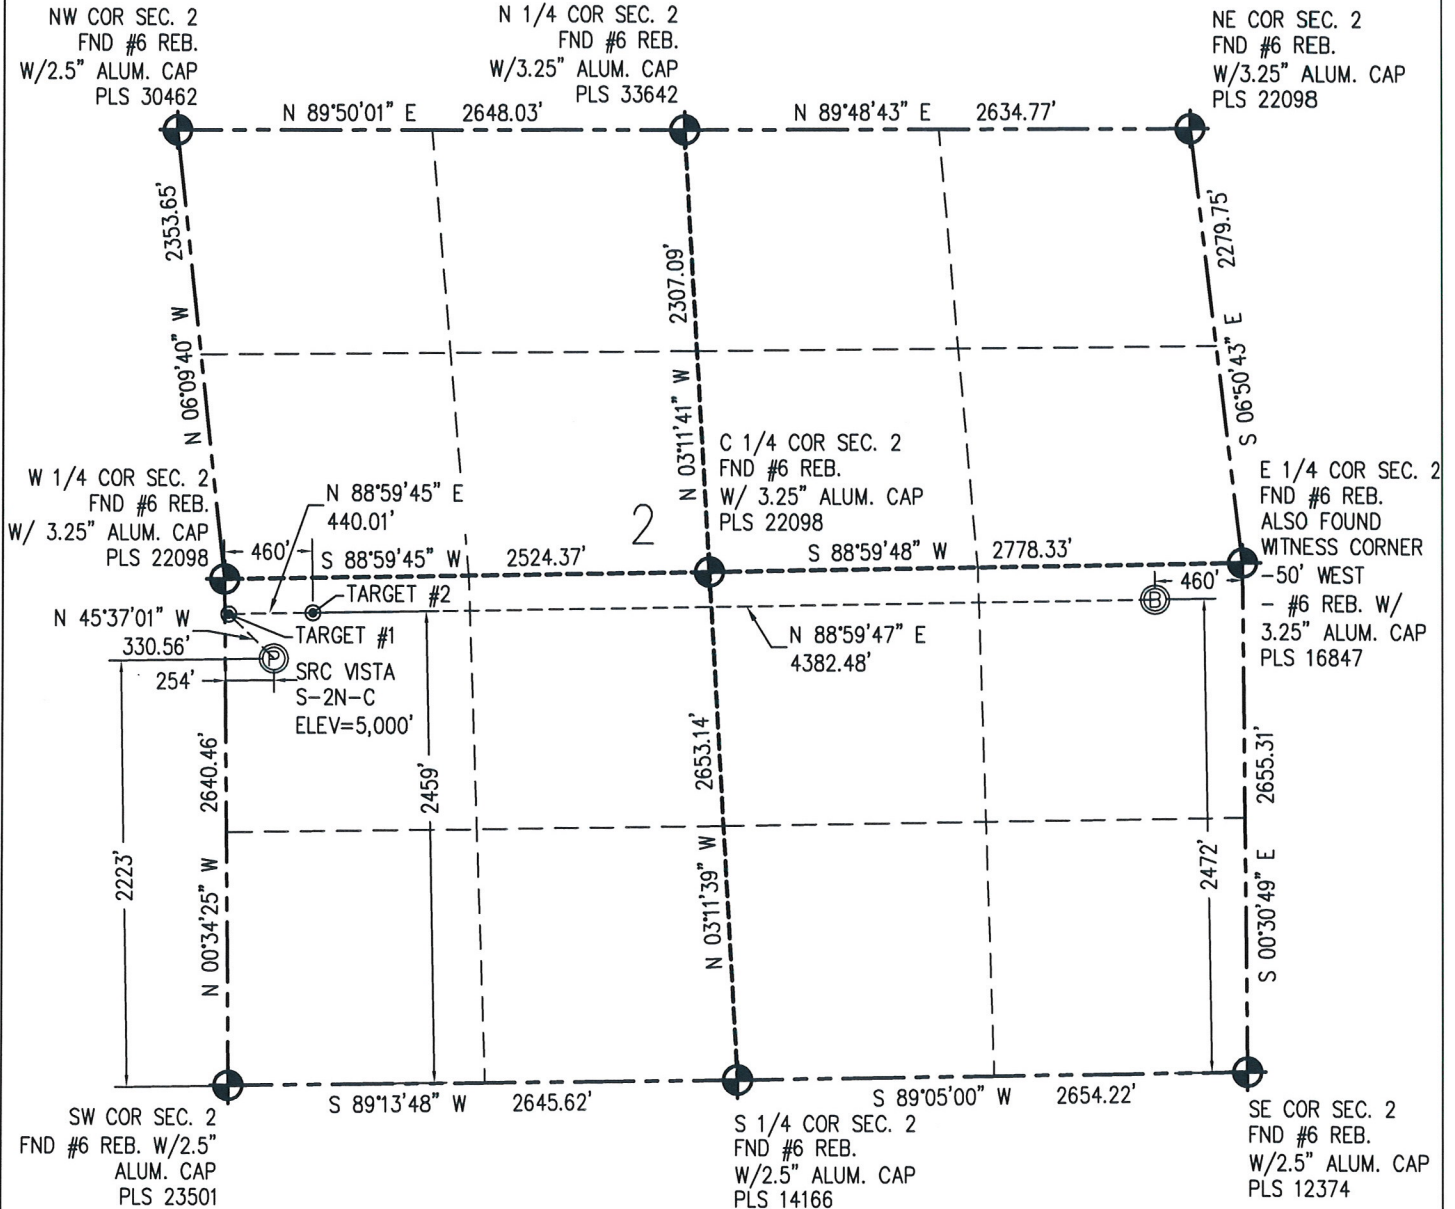 NW COR SEC. 2
FND #6 REB.
W/2.5" ALUM. CAP
PLS 30462
N 1/4 COR SEC. 2
FND #6 REB.
W/3.25" ALUM. CAP
PLS 33642
NE COR SEC. 2
FND #6 REB.
W/3.25" ALUM. CAP
PLS 22098
N 89°50'01" E 2648.03'
N 89°48'43" E 2634.77'
N 06°09'40" W 2353.65'
N 03°11'41" W 2307.09'
S 06°50'43" E 2279.75'
W 1/4 COR SEC. 2
FND #6 REB.
W/ 3.25" ALUM. CAP
PLS 22098
N 88°59'45" E
440.01'
460'
S 88°59'45" W 2524.37'
2
C 1/4 COR SEC. 2
FND #6 REB.
W/ 3.25" ALUM. CAP
PLS 22098
S 88°59'48" W 2778.33'
E 1/4 COR SEC. 2
FND #6 REB.
ALSO FOUND
WITNESS CORNER
-50' WEST
- #6 REB. W/
3.25" ALUM. CAP
PLS 16847
460'
B
TARGET #2
TARGET #1
N 45°37'01" W
330.56'
254'
P
SRC VISTA
S-2N-C
ELEV=5,000'
N 88°59'47" E
4382.48'
2223'
N 00°34'25" W 2640.46'
2459'
N 03°11'39" W 2653.14'
2472'
S 00°30'49" E 2655.31'
S 89°13'48" W 2645.62'
S 89°05'00" W 2654.22'
SW COR SEC. 2
FND #6 REB. W/2.5"
ALUM. CAP
PLS 23501
S 1/4 COR SEC. 2
FND #6 REB.
W/2.5" ALUM. CAP
PLS 14166
SE COR SEC. 2
FND #6 REB.
W/2.5" ALUM. CAP
PLS 12374